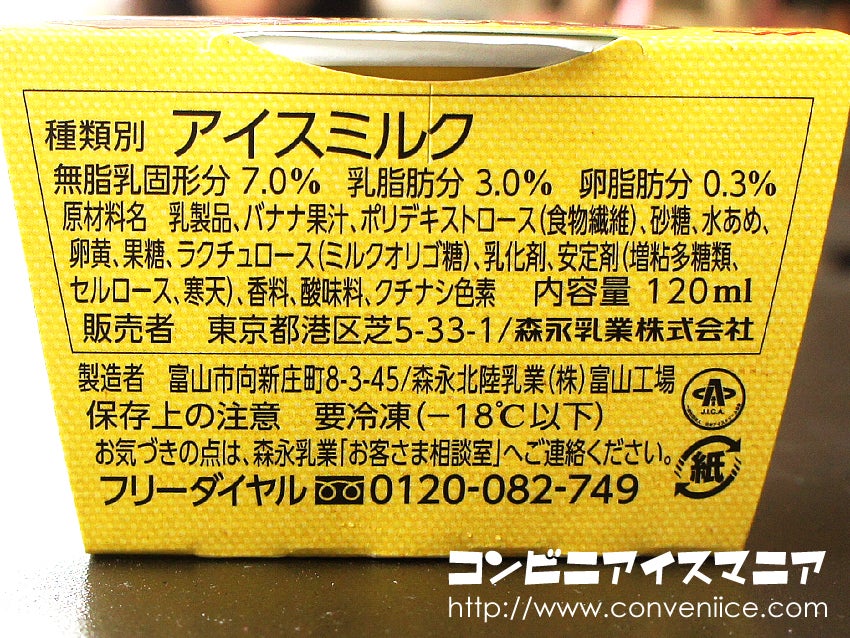 種類別 アイスミルク
無脂乳固形分 7.0% 乳脂肪分 3.0% 卵脂肪分 0.3%
原材料名 乳製品、バナナ果汁、ポリデキストロース(食物繊維)、砂糖、水あめ、
卵黄、果糖、ラクチュロース(ミルクオリゴ糖)、乳化剤、安定剤(増粘多糖類、
セルロース、寒天)、香料、酸味料、クチナシ色素 内容量 120ml
販売者 東京都港区芝5-33-1/森永乳業株式会社
製造者 富山市向新庄町8-3-45/森永北陸乳業(株)富山工場
J.I.C.A.
保存上の注意 要冷凍(-18℃以下)
お気づきの点は、森永乳業「お客さま相談室」へご連絡ください。
紙
フリーダイヤル 0120-082-749
コンビニアイスマニア
http://www.conveniice.com/